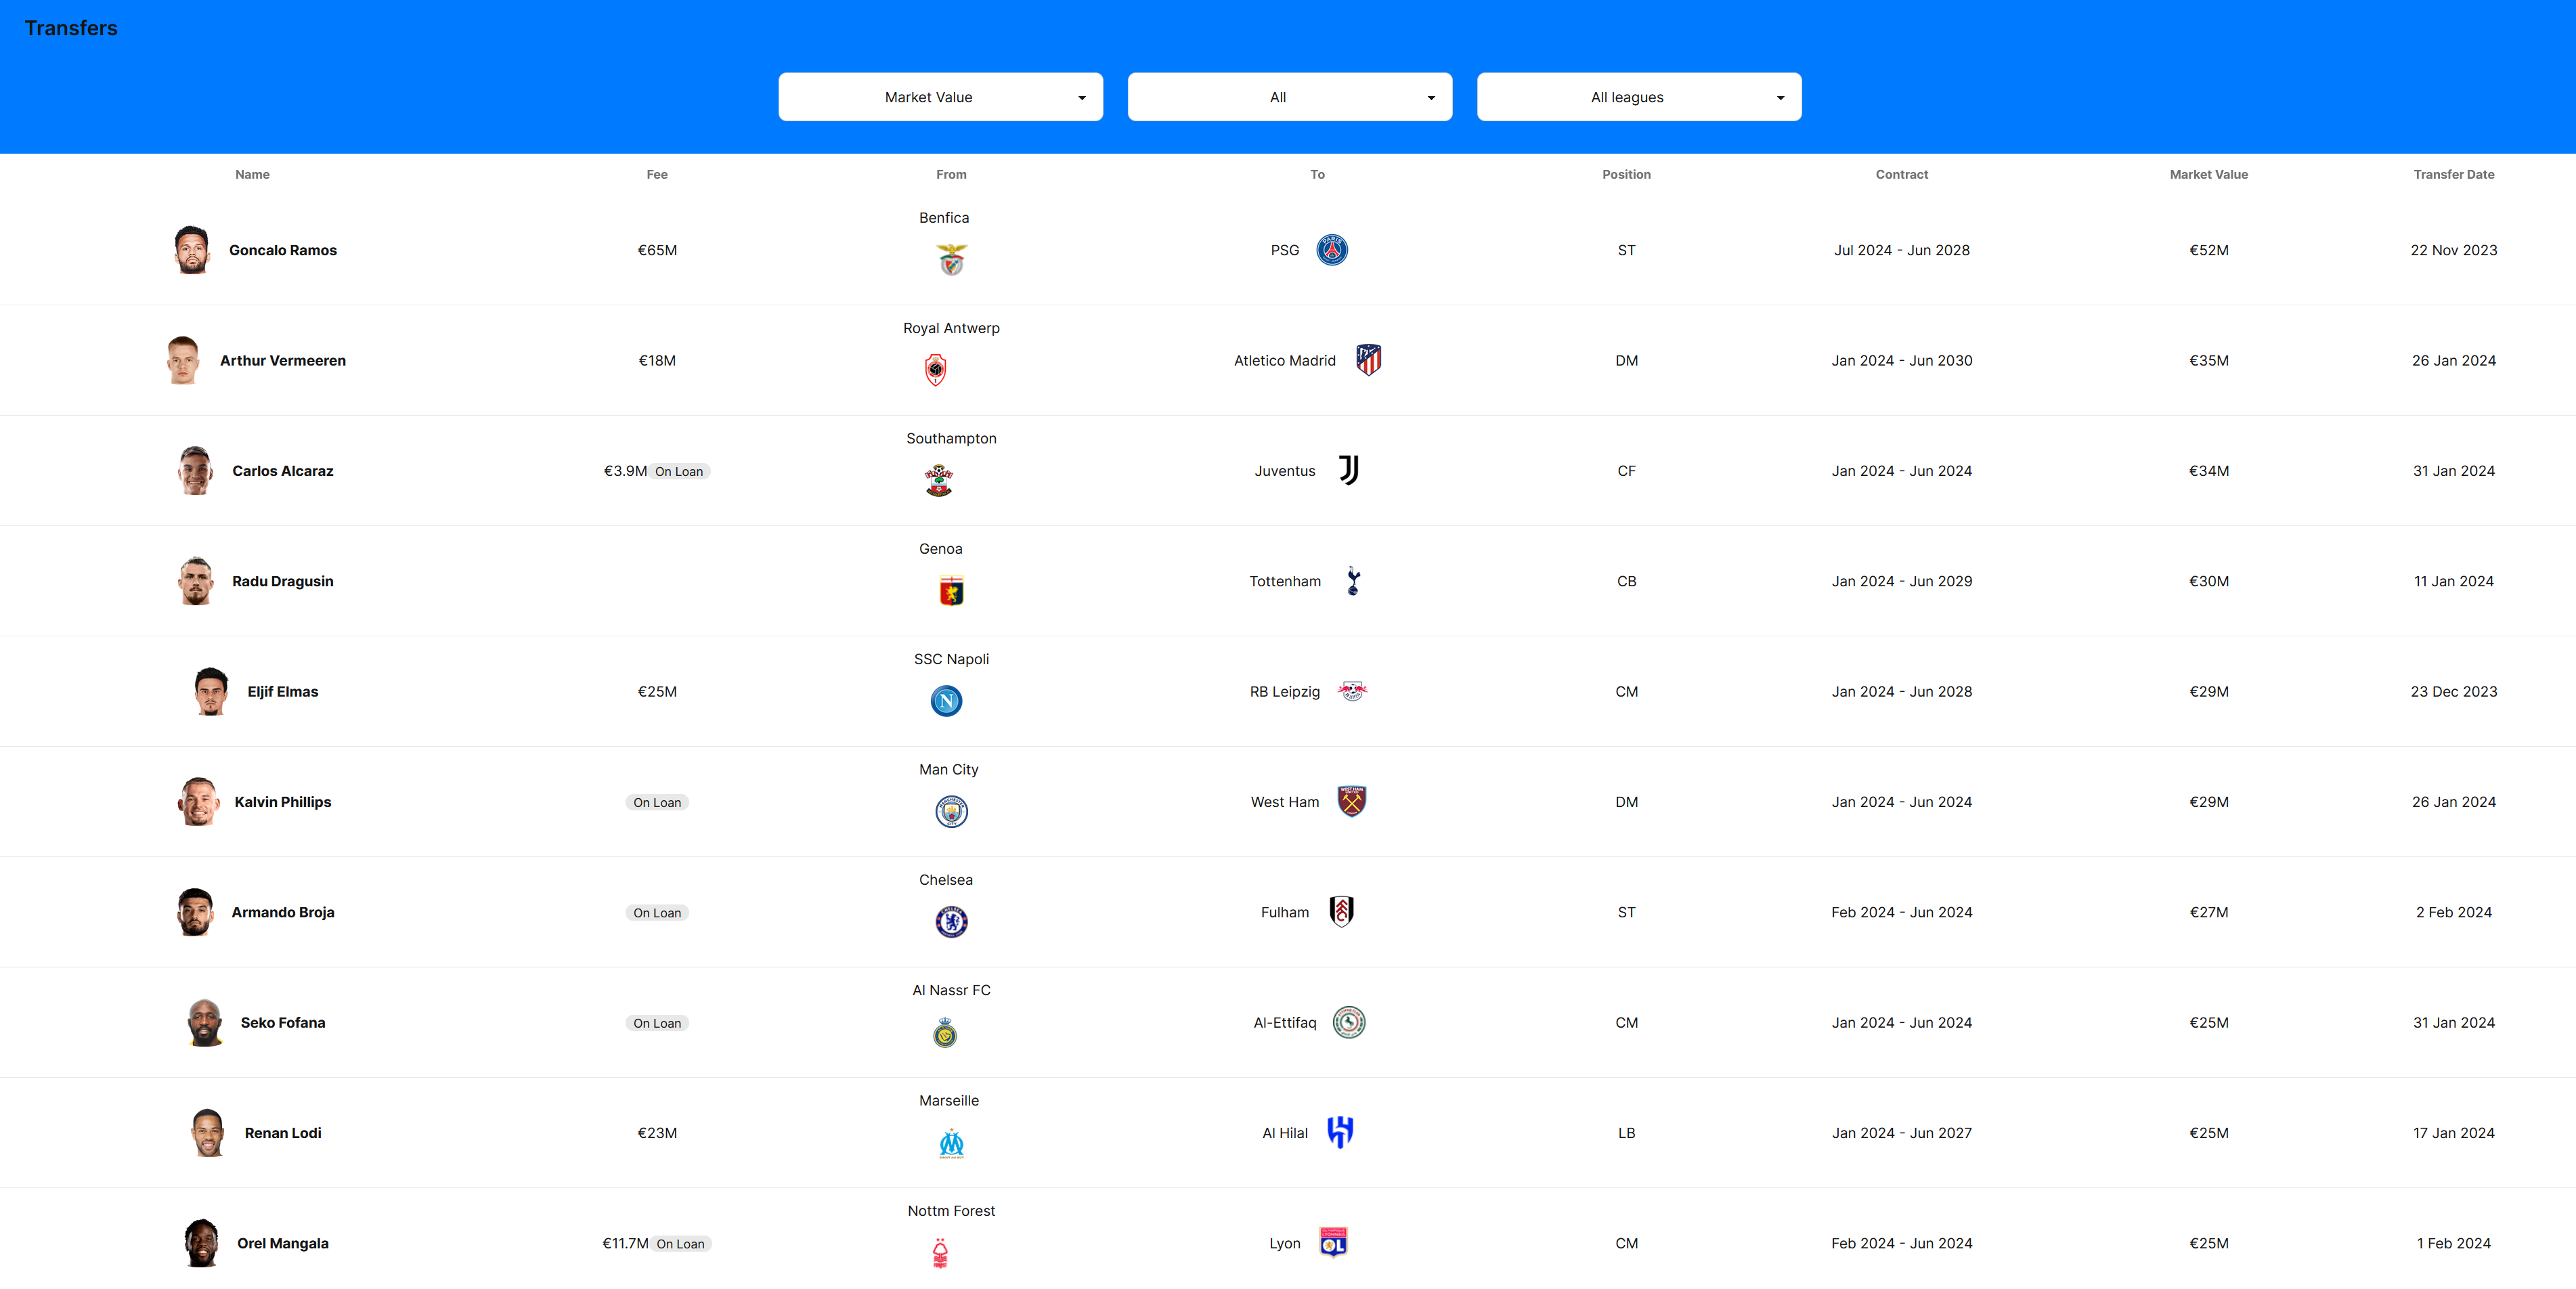 Transfers
Market Value All All leagues
Name Fee From To Position Contract Market Value Transfer Date
Benfica
Goncalo Ramos €65M PSG ST Jul 2024 - Jun 2028 €52M 22 Nov 2023
Royal Antwerp
Arthur Vermeeren €18M Atletico Madrid DM Jan 2024 - Jun 2030 €35M 26 Jan 2024
Southampton
Carlos Alcaraz €3.9M On Loan Juventus CF Jan 2024 - Jun 2024 €34M 31 Jan 2024
Genoa
Radu Dragusin Tottenham CB Jan 2024 - Jun 2029 €30M 11 Jan 2024
SSC Napoli
Eljif Elmas €25M RB Leipzig CM Jan 2024 - Jun 2028 €29M 23 Dec 2023
Man City
Kalvin Phillips On Loan West Ham DM Jan 2024 - Jun 2024 €29M 26 Jan 2024
Chelsea
Armando Broja On Loan Fulham ST Feb 2024 - Jun 2024 €27M 2 Feb 2024
Al Nassr FC
Seko Fofana On Loan Al-Ettifaq CM Jan 2024 - Jun 2024 €25M 31 Jan 2024
Marseille
Renan Lodi €23M Al Hilal LB Jan 2024 - Jun 2027 €25M 17 Jan 2024
Nottm Forest
Orel Mangala €11.7M On Loan Lyon CM Feb 2024 - Jun 2024 €25M 1 Feb 2024